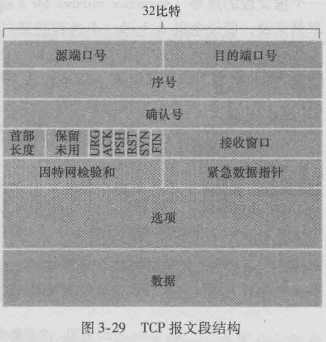 32比特
源端口号 目的端口号
序号
确认号
首部长度 保留未用 URG ACK PSH RST SYN FIN 接收窗口
因特网检验和 紧急数据指针
选项
数据
图 3-29 TCP 报文段结构